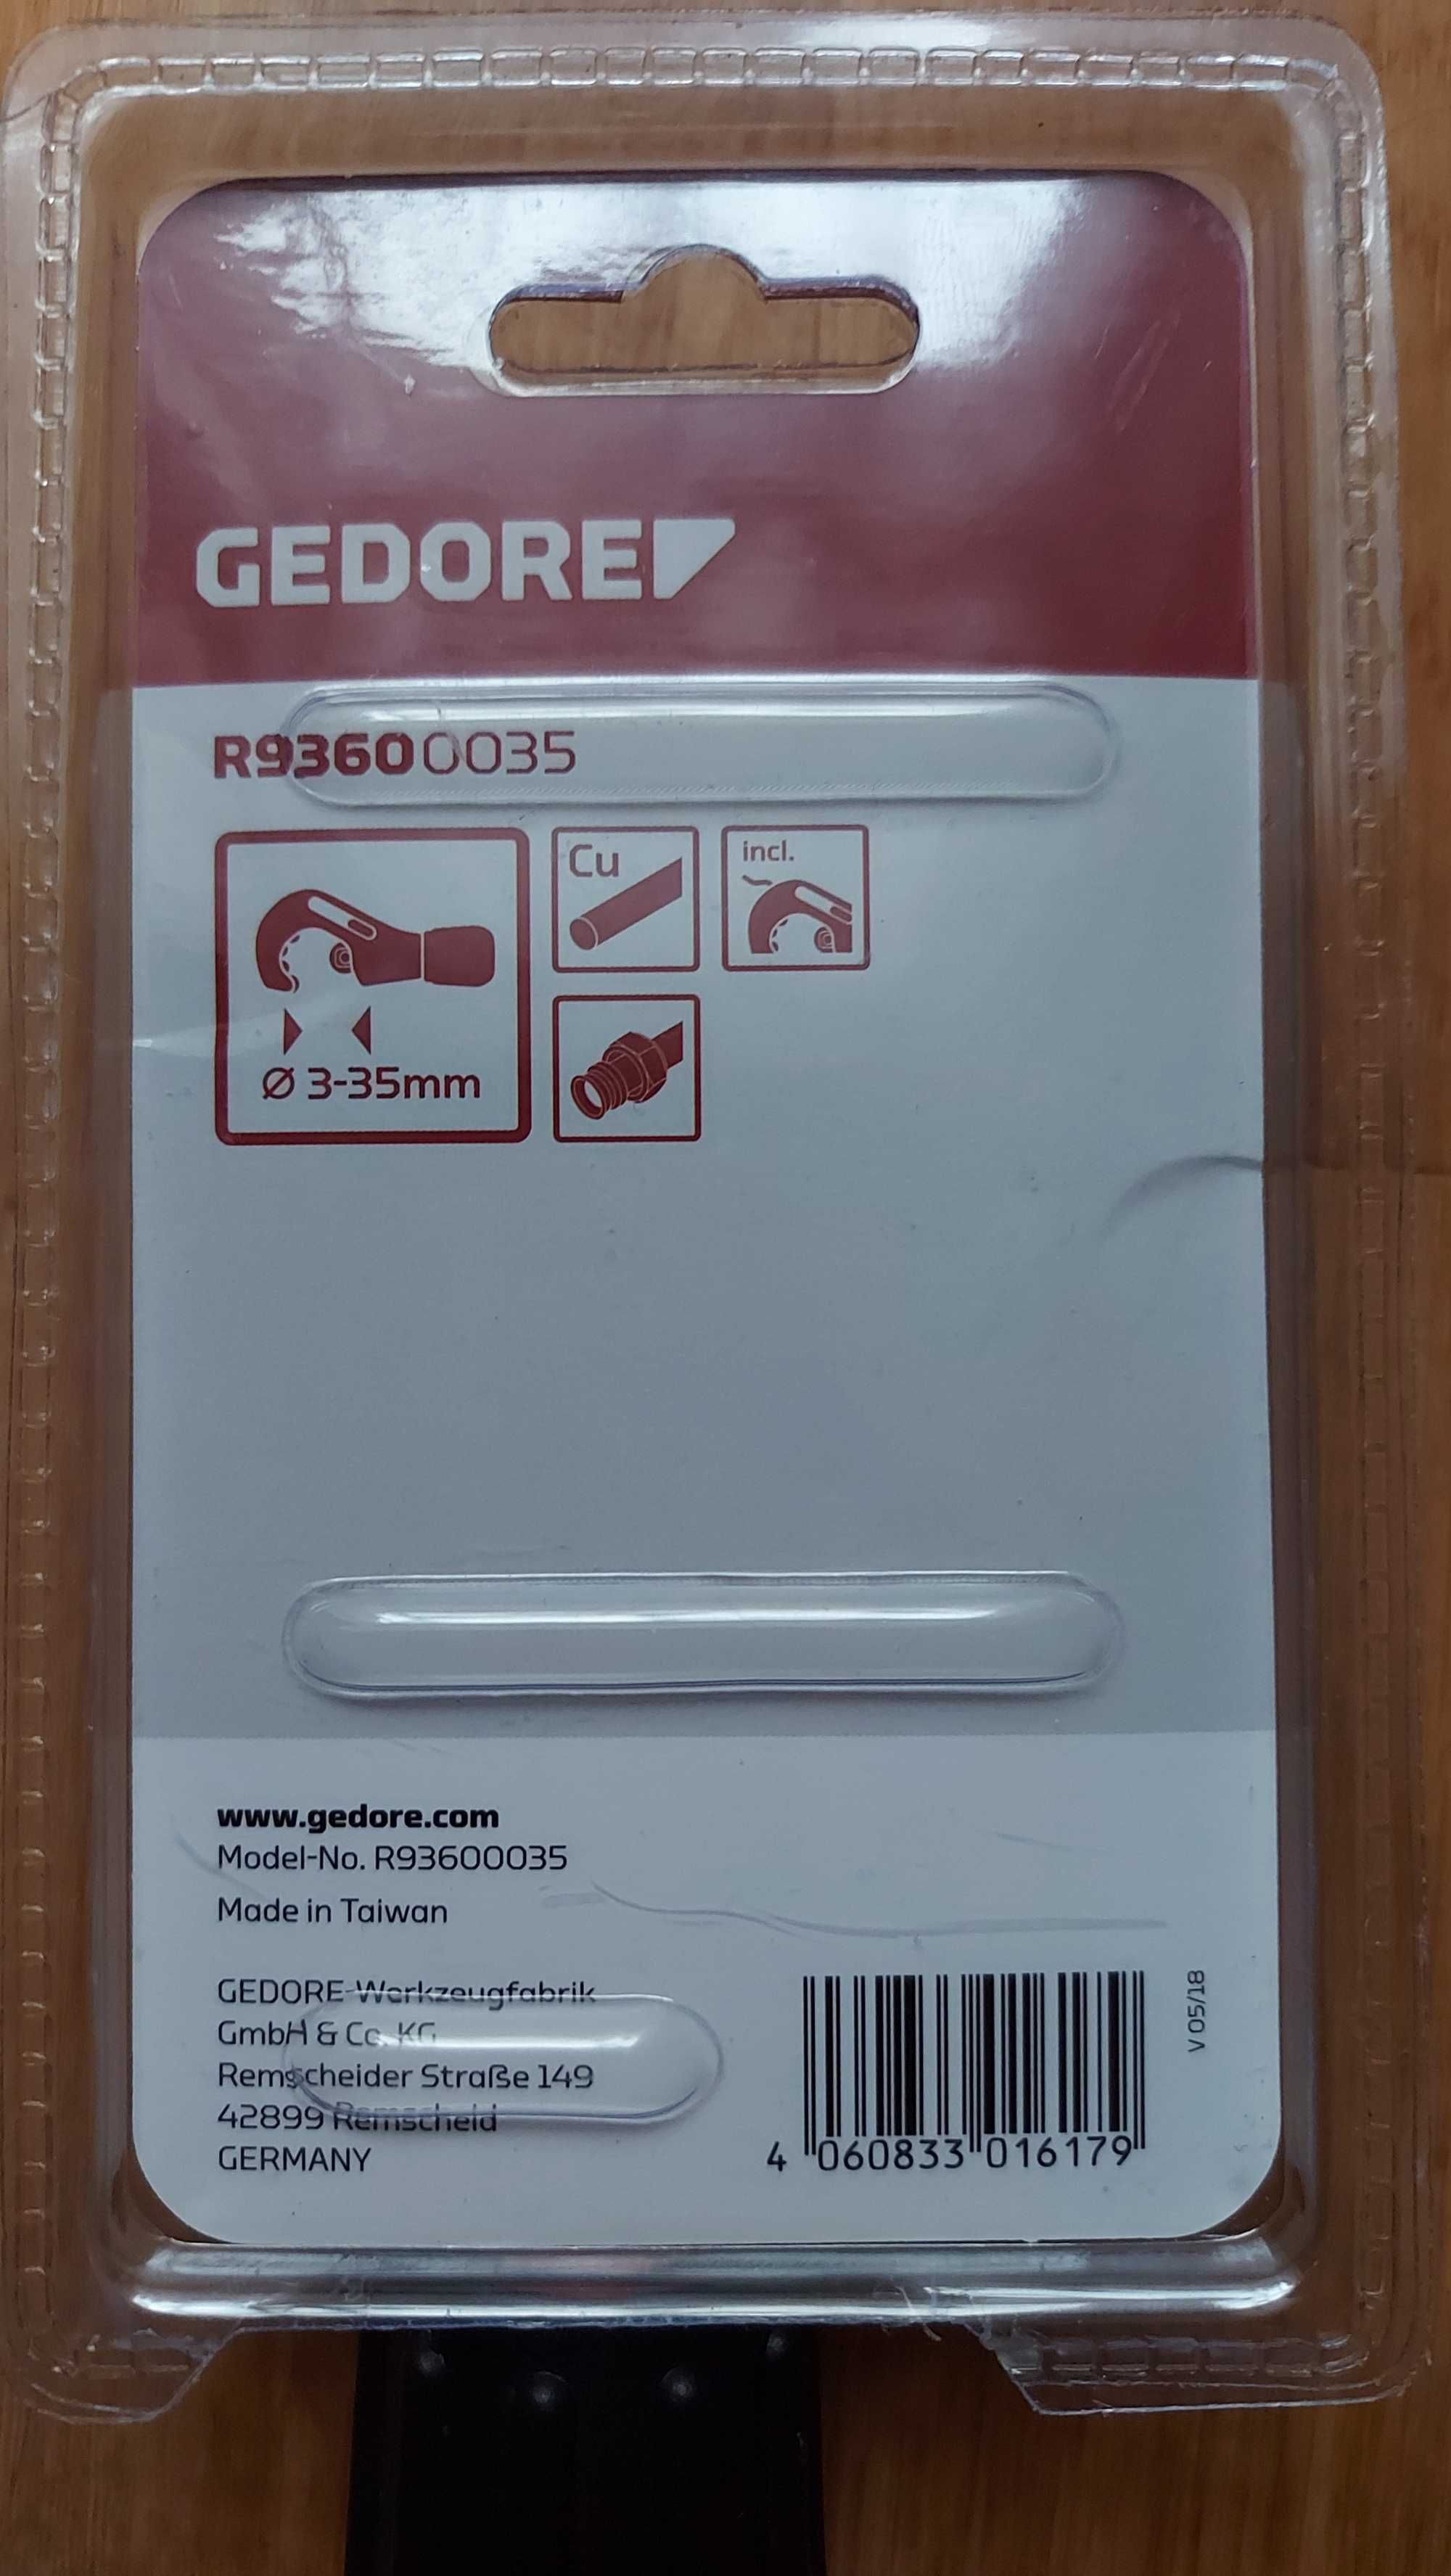 GEDORE
R93600035
Cu
incl.
Ø 3-35mm
www.gedore.com
Model-No. R93600035
Made in Taiwan
GEDORE Werkzeugfabrik
GmbH & Co. KG
Remscheider Straße 149
42899 Remscheid
GERMANY
4 060833 016179
V 05/18